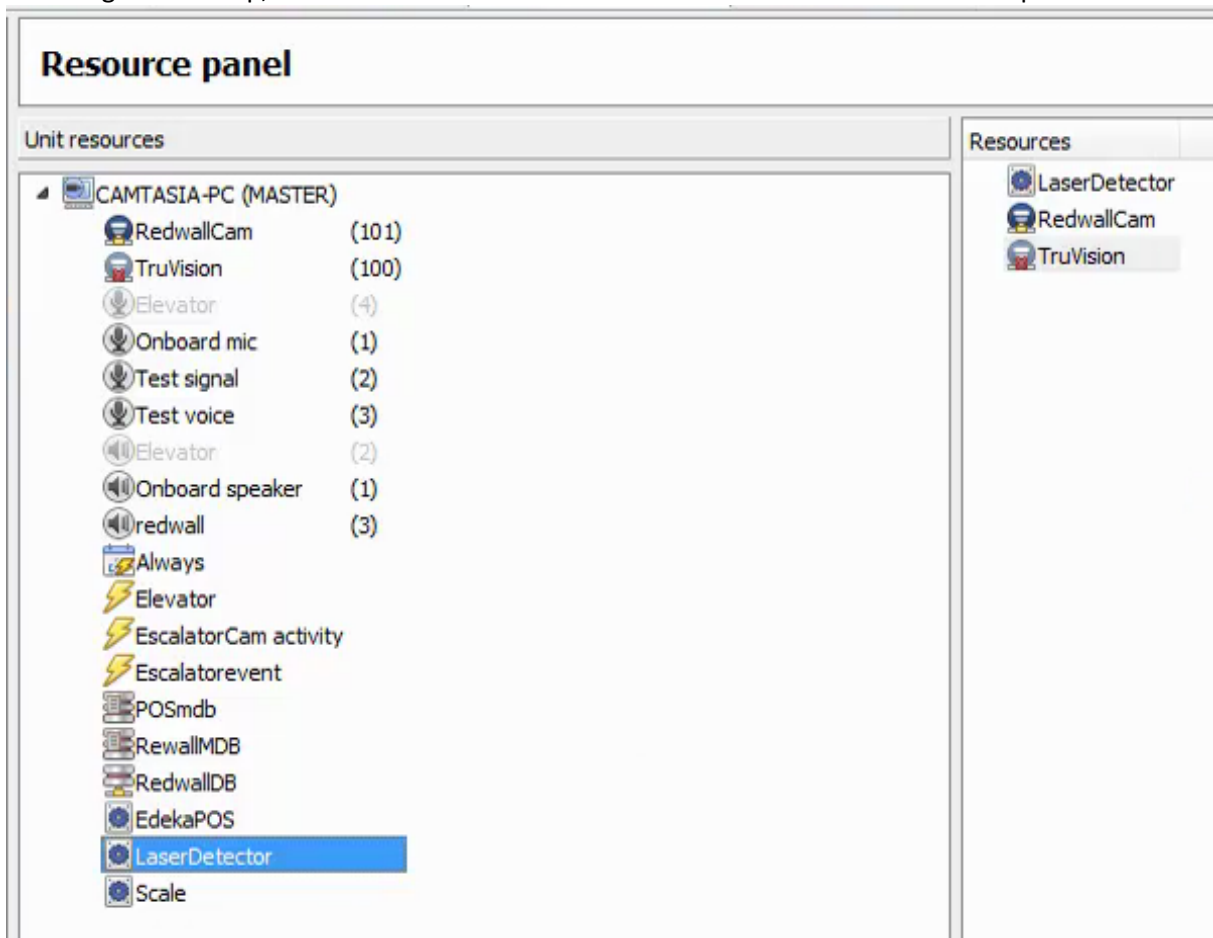 Resource panel
Unit resources
CAMTASIA-PC (MASTER)
RedwallCam (101)
TruVision (100)
Elevator (4)
Onboard mic (1)
Test signal (2)
Test voice (3)
Elevator (2)
Onboard speaker (1)
redwall (3)
Always
Elevator
EscalatorCam activity
Escalatorevent
POSmdb
RewallMDB
RedwallDB
EdekaPOS
LaserDetector
Scale
Resources
LaserDetector
RedwallCam
TruVision